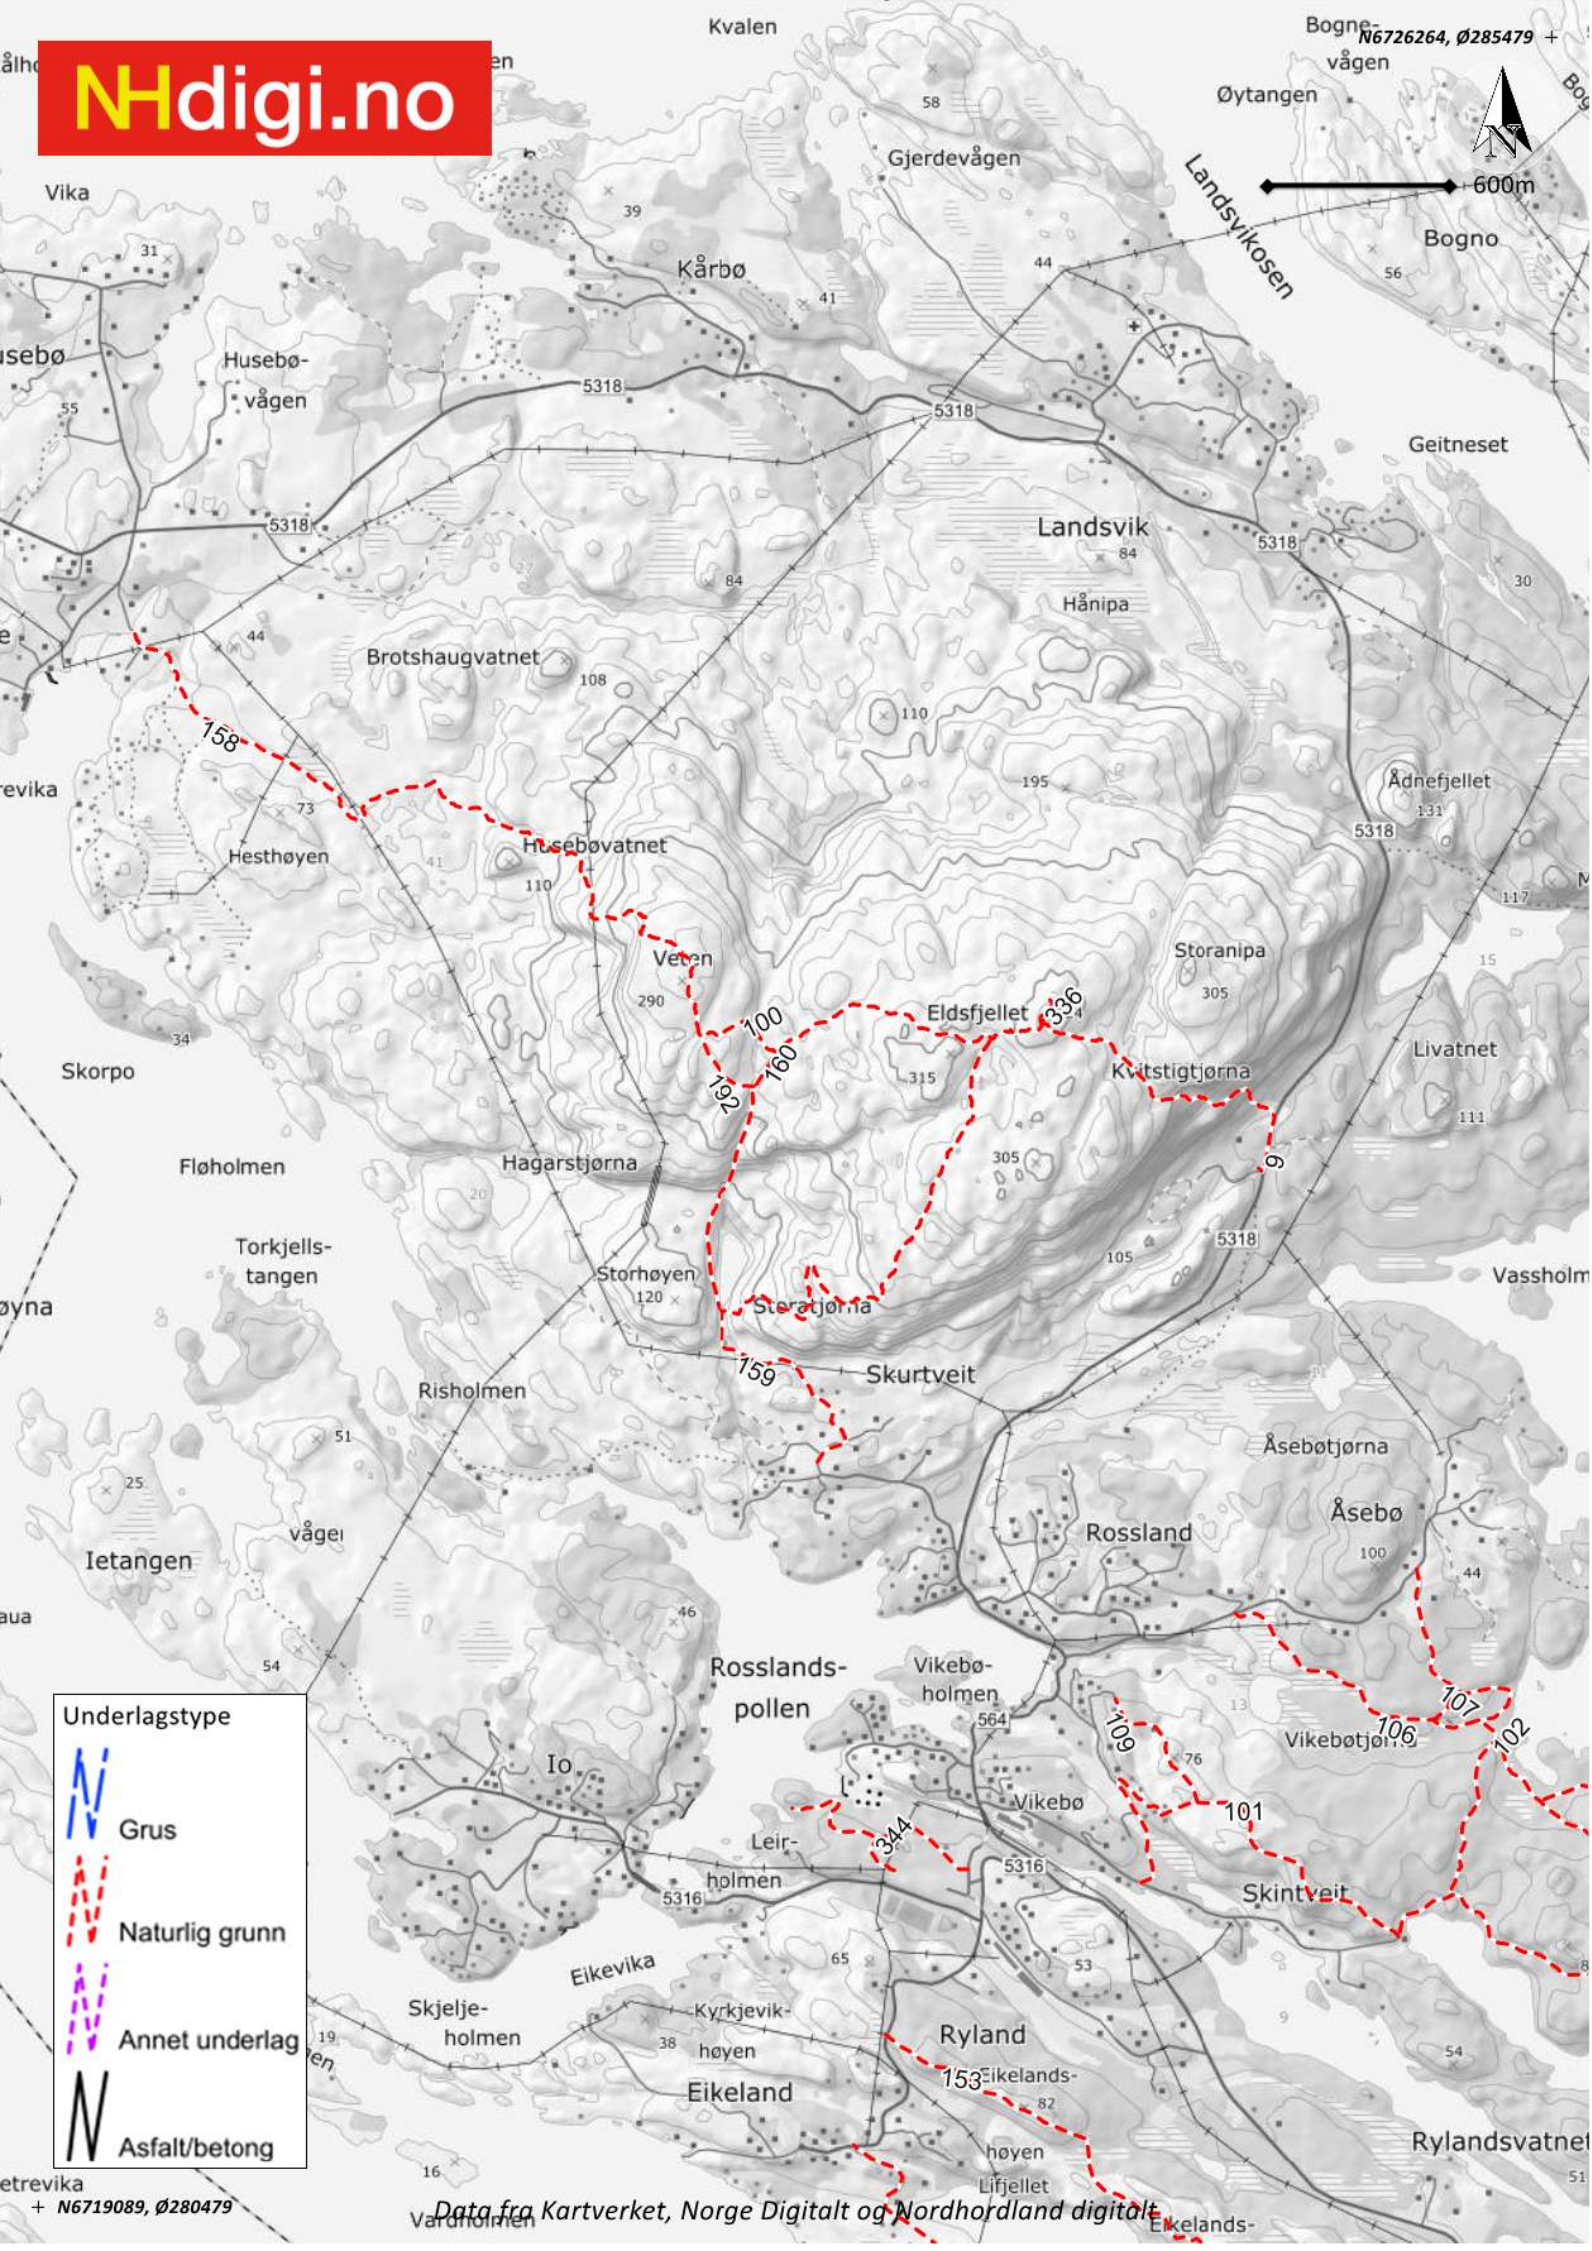 Kvalen
Bogne-
vågen
N6726264, Ø285479
NHdigi.no
58
Øytangen
600m
Gjerdevågen
Landsvikosen
Vika
39
31
Kårbø
44
Bogno
56
41
Husebø-
vågen
5318
5318
55
Geitneset
5318
Landsvik
84
5318
84
30
Hånipa
44
Brotshaugvatnet
108
110
158
195
Ådnefjellet
131
73
5318
Hesthøyen
41
Husebøvatnet
110
117
Storanipa
305
Veten
290
15
Eldsfjellet
336
100
34
160
Livatnet
Skorpo
Kvitstigtjørna
315
192
111
Fløholmen
Hagarstjørna
305
9
20
Torkjells-
tangen
105
5318
Storhøyen
120
Vassholm
Storatjørna
159
Skurtveit
Risholmen
51
Åsebøtjørna
25
Åsebø
Rossland
Ietangen
100
44
46
54
Rosslands-
pollen
Vikebø-
holmen
564
13
107
106
102
Vikebøtjørna
109
76
Underlagstype
Grus
Naturlig grunn
Annet underlag
Asfalt/betong
Io
Vikebø
101
344
Leir-
holmen
5316
5316
Skintveit
65
53
Eikevika
Skjelje-
holmen
19
Kyrkjevik-
høyen
38
Ryland
9
54
153
Eikelands-
høyen
82
Eikeland
Lifjellet
Rylandsvatnet
51
16
N6719089, Ø280479
Vardholmen
Data fra Kartverket, Norge Digitalt og Nordhordland digitalt
Eikelands-